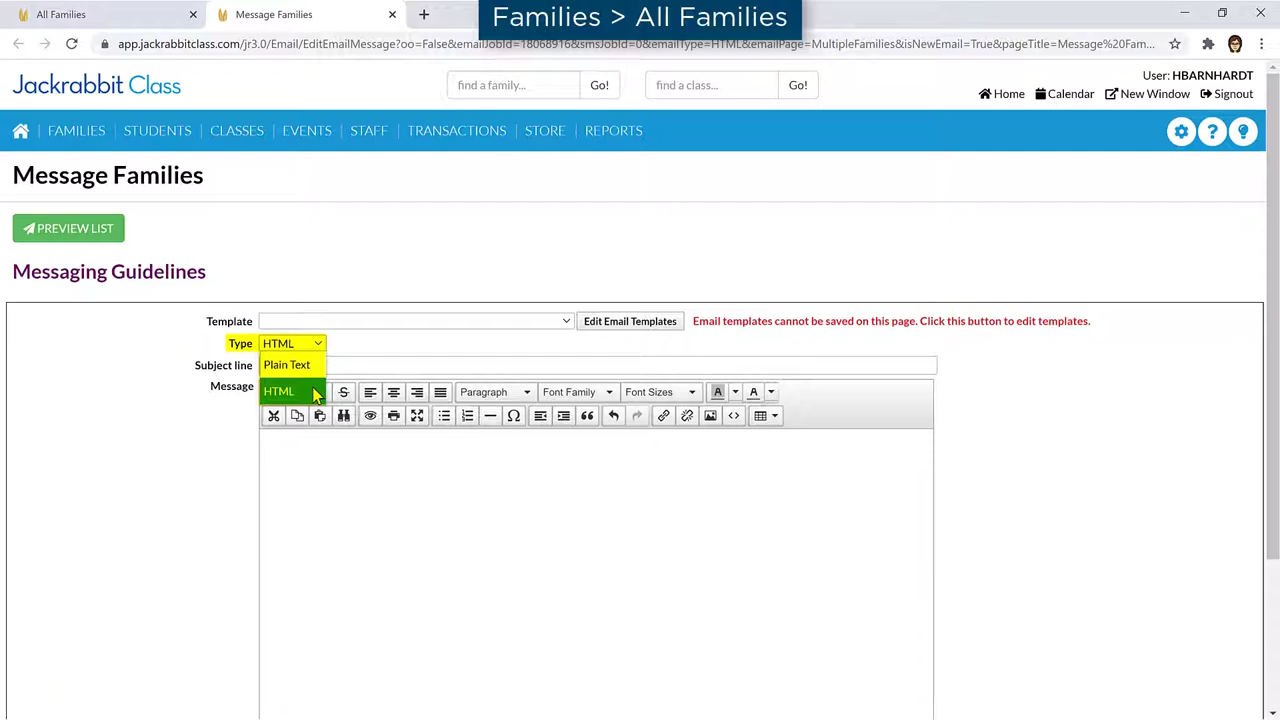 Families > All Families
All Families
Message Families
app.jackrabbitclass.com/jr3.0/Email/EditEmailMessage?oo=False&emailJobId=18068916&smsJobId=0&emailType=HTML&emailPage=MultipleFamilies&isNewEmail=True&pageTitle=Message%20Fam...
Jackrabbit Class
find a family...
Go!
find a class...
Go!
User: HBARNHARDT
Home
Calendar
New Window
Signout
FAMILIES
STUDENTS
CLASSES
EVENTS
STAFF
TRANSACTIONS
STORE
REPORTS
Message Families
PREVIEW LIST
Messaging Guidelines
Template
Edit Email Templates
Email templates cannot be saved on this page. Click this button to edit templates.
Type
HTML
Plain Text
Subject line
HTML
Message
Paragraph
Font Family
Font Sizes
A
A